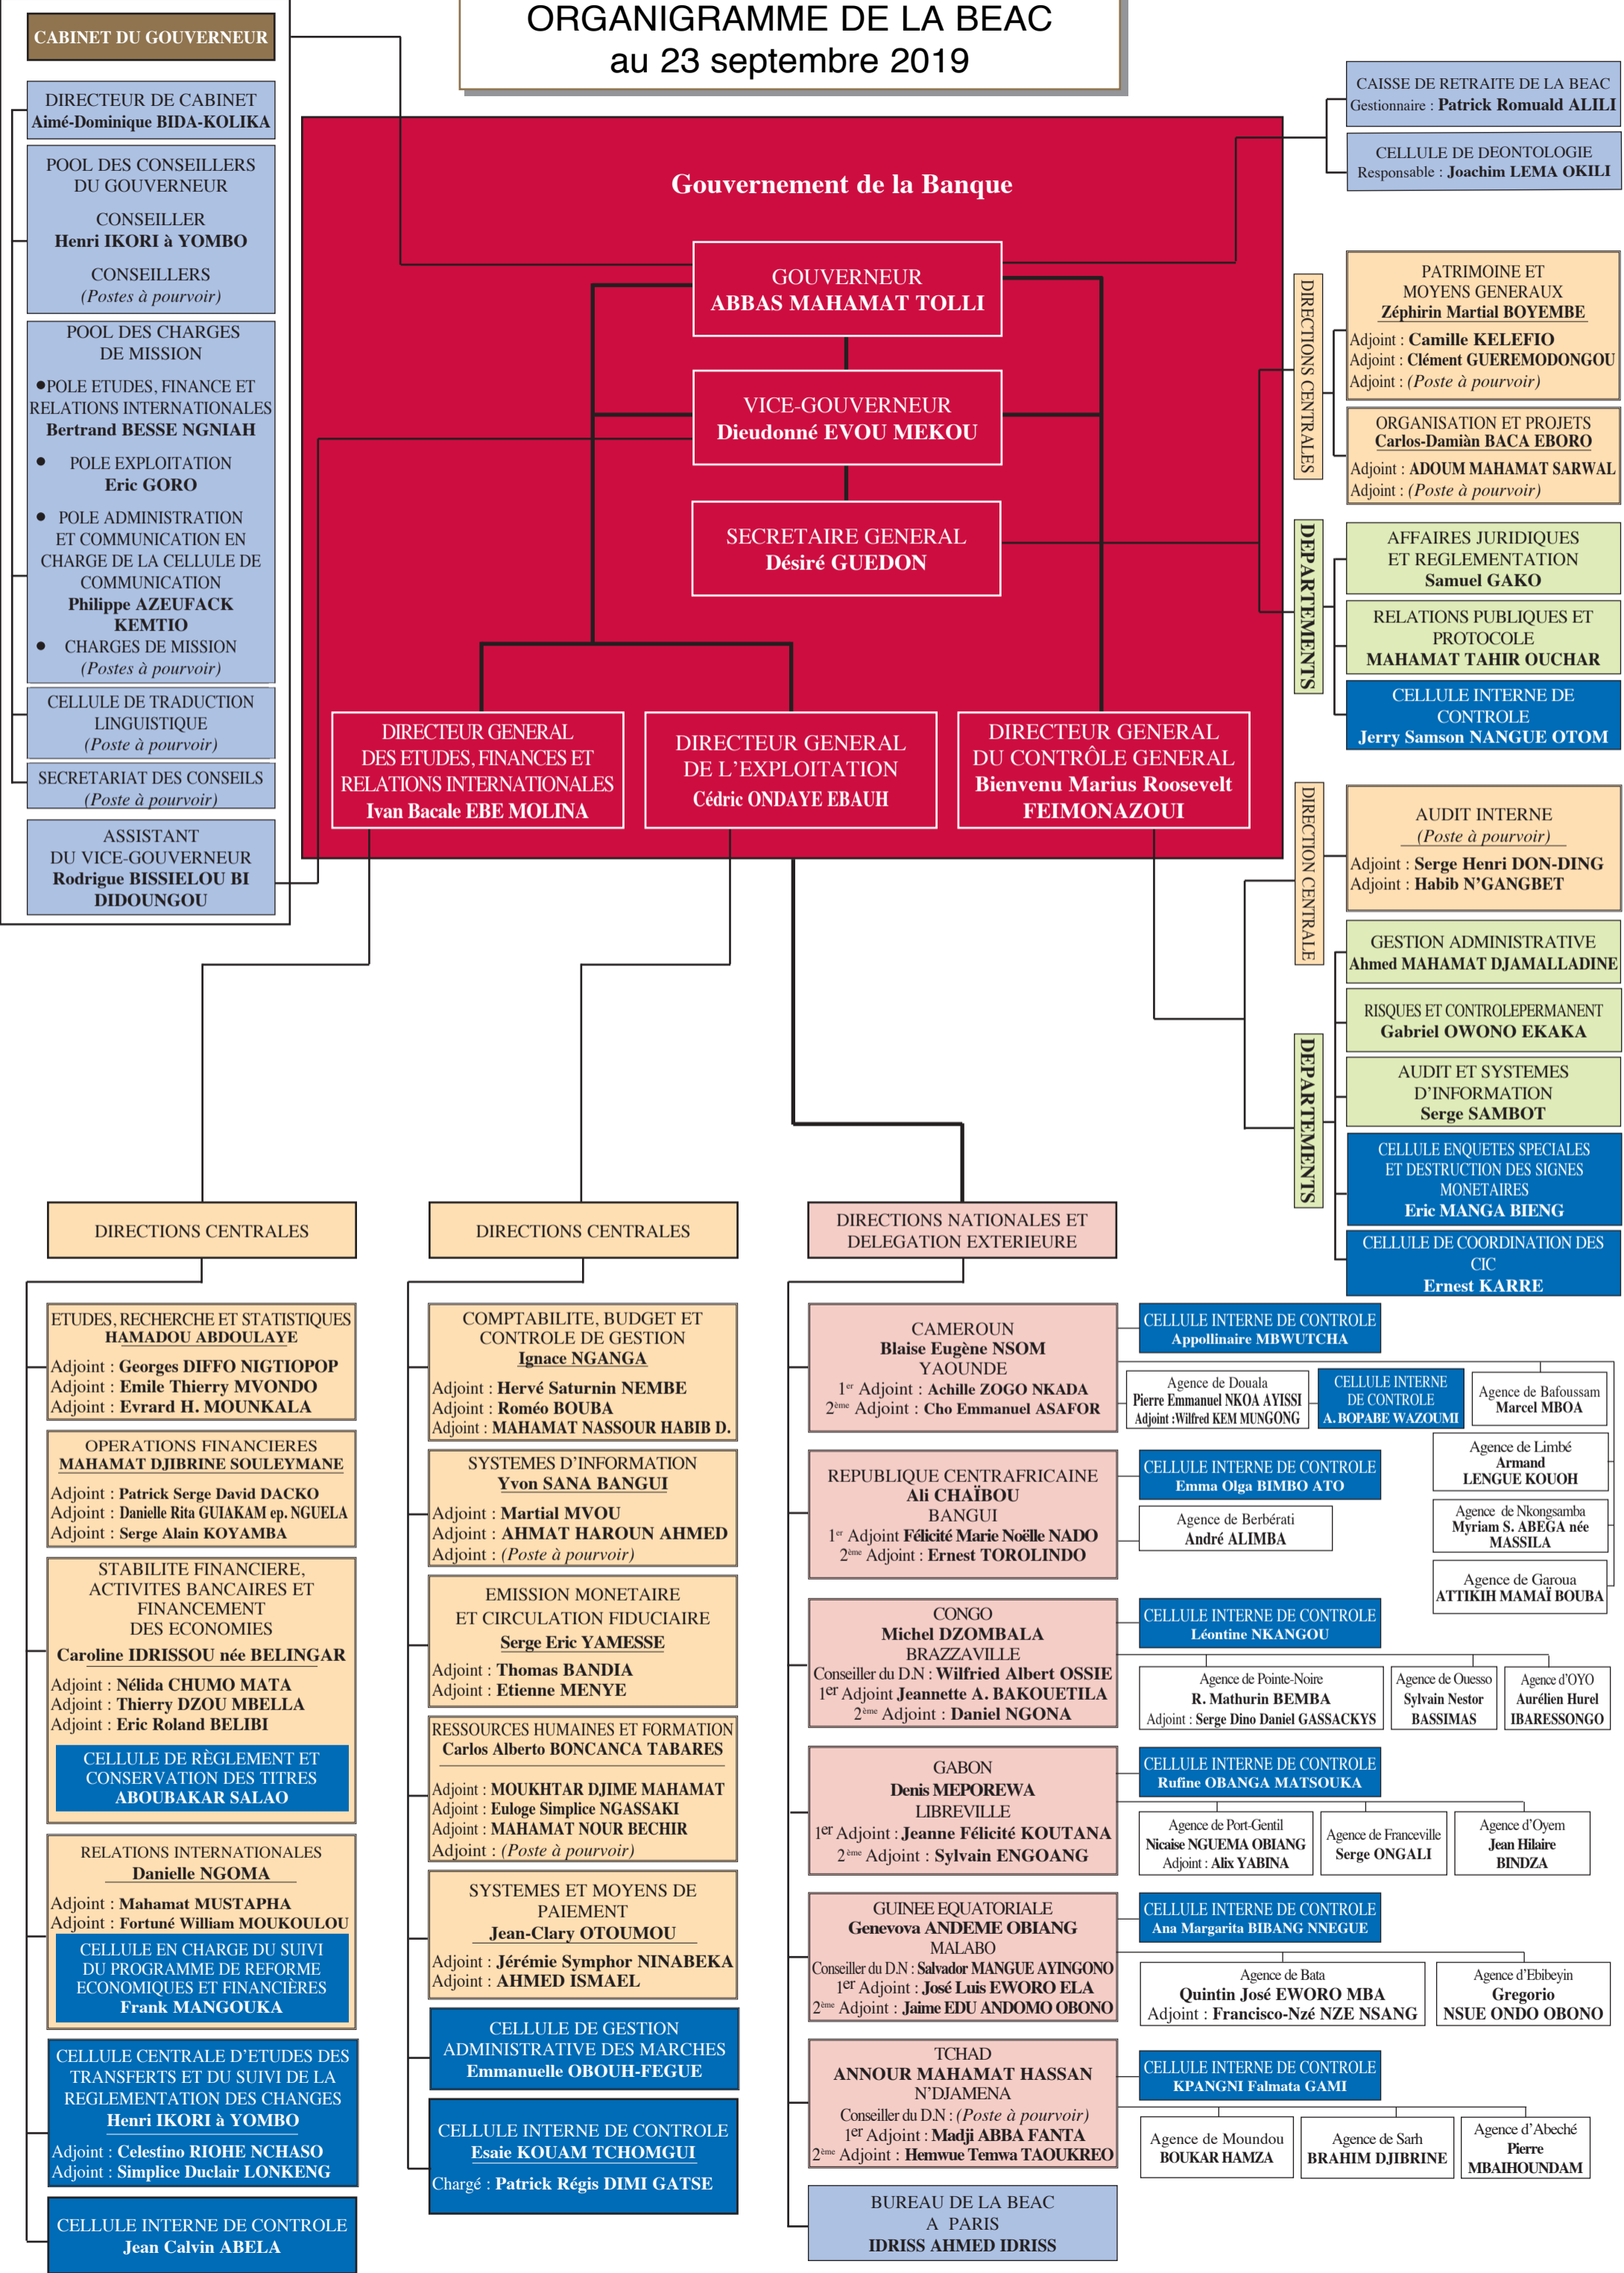 ORGANIGRAMME DE LA BEAC
au 23 septembre 2019
CABINET DU GOUVERNEUR
DIRECTEUR DE CABINET
Aimé-Dominique BIDA-KOLIKA
POOL DES CONSEILLERS
DU GOUVERNEUR
CONSEILLER
Henri IKORI à YOMBO
CONSEILLERS
(Postes à pourvoir)
POOL DES CHARGES
DE MISSION
•POLE ETUDES, FINANCE ET
RELATIONS INTERNATIONALES
Bertrand BESSE NGNIAH
• POLE EXPLOITATION
Eric GORO
• POLE ADMINISTRATION
ET COMMUNICATION EN
CHARGE DE LA CELLULE DE
COMMUNICATION
Philippe AZEUFACK
KEMTIO
• CHARGES DE MISSION
(Postes à pourvoir)
CELLULE DE TRADUCTION
LINGUISTIQUE
(Poste à pourvoir)
SECRETARIAT DES CONSEILS
(Poste à pourvoir)
ASSISTANT
DU VICE-GOUVERNEUR
Rodrigue BISSIELOU BI
DIDOUNGOU
Gouvernement de la Banque
GOUVERNEUR
ABBAS MAHAMAT TOLLI
VICE-GOUVERNEUR
Dieudonné EVOU MEKOU
SECRETAIRE GENERAL
Désiré GUEDON
DIRECTEUR GENERAL
DES ETUDES, FINANCES ET
RELATIONS INTERNATIONALES
Ivan Bacale EBE MOLINA
DIRECTEUR GENERAL
DE L'EXPLOITATION
Cédric ONDAYE EBAUH
DIRECTEUR GENERAL
DU CONTRÔLE GENERAL
Bienvenu Marius Roosevelt
FEIMONAZOUI
CAISSE DE RETRAITE DE LA BEAC
Gestionnaire : Patrick Romuald ALILI
CELLULE DE DEONTOLOGIE
Responsable : Joachim LEMA OKILI
DIRECTIONS CENTRALES
PATRIMOINE ET
MOYENS GENERAUX
Zéphirin Martial BOYEMBE
Adjoint : Camille KELEFIO
Adjoint : Clément GUEREMODONGOU
Adjoint : (Poste à pourvoir)
ORGANISATION ET PROJETS
Carlos-Damiàn BACA EBORO
Adjoint : ADOUM MAHAMAT SARWAL
Adjoint : (Poste à pourvoir)
DEPARTEMENTS
AFFAIRES JURIDIQUES
ET REGLEMENTATION
Samuel GAKO
RELATIONS PUBLIQUES ET
PROTOCOLE
MAHAMAT TAHIR OUCHAR
CELLULE INTERNE DE
CONTROLE
Jerry Samson NANGUE OTOM
DIRECTION CENTRALE
AUDIT INTERNE
(Poste à pourvoir)
Adjoint : Serge Henri DON-DING
Adjoint : Habib N'GANGBET
DEPARTEMENTS
GESTION ADMINISTRATIVE
Ahmed MAHAMAT DJAMALLADINE
RISQUES ET CONTROLEPERMANENT
Gabriel OWONO EKAKA
AUDIT ET SYSTEMES
D'INFORMATION
Serge SAMBOT
CELLULE ENQUETES SPECIALES
ET DESTRUCTION DES SIGNES
MONETAIRES
Eric MANGA BIENG
CELLULE DE COORDINATION DES
CIC
Ernest KARRE
DIRECTIONS CENTRALES
ETUDES, RECHERCHE ET STATISTIQUES
HAMADOU ABDOULAYE
Adjoint : Georges DIFFO NIGTIOPOP
Adjoint : Emile Thierry MVONDO
Adjoint : Evrard H. MOUNKALA
OPERATIONS FINANCIERES
MAHAMAT DJIBRINE SOULEYMANE
Adjoint : Patrick Serge David DACKO
Adjoint : Danielle Rita GUIAKAM ep. NGUELA
Adjoint : Serge Alain KOYAMBA
STABILITE FINANCIERE,
ACTIVITES BANCAIRES ET
FINANCEMENT
DES ECONOMIES
Caroline IDRISSOU née BELINGAR
Adjoint : Nélida CHUMO MATA
Adjoint : Thierry DZOU MBELLA
Adjoint : Eric Roland BELIBI
CELLULE DE RÈGLEMENT ET
CONSERVATION DES TITRES
ABOUBAKAR SALAO
RELATIONS INTERNATIONALES
Danielle NGOMA
Adjoint : Mahamat MUSTAPHA
Adjoint : Fortuné William MOUKOULOU
CELLULE EN CHARGE DU SUIVI
DU PROGRAMME DE REFORME
ECONOMIQUES ET FINANCIÈRES
Frank MANGOUKA
CELLULE CENTRALE D'ETUDES DES
TRANSFERTS ET DU SUIVI DE LA
REGLEMENTATION DES CHANGES
Henri IKORI à YOMBO
Adjoint : Celestino RIOHE NCHASO
Adjoint : Simplice Duclair LONKENG
CELLULE INTERNE DE CONTROLE
Jean Calvin ABELA
DIRECTIONS CENTRALES
COMPTABILITE, BUDGET ET
CONTROLE DE GESTION
Ignace NGANGA
Adjoint : Hervé Saturnin NEMBE
Adjoint : Roméo BOUBA
Adjoint : MAHAMAT NASSOUR HABIB D.
SYSTEMES D'INFORMATION
Yvon SANA BANGUI
Adjoint : Martial MVOU
Adjoint : AHMAT HAROUN AHMED
Adjoint : (Poste à pourvoir)
EMISSION MONETAIRE
ET CIRCULATION FIDUCIAIRE
Serge Eric YAMESSE
Adjoint : Thomas BANDIA
Adjoint : Etienne MENYE
RESSOURCES HUMAINES ET FORMATION
Carlos Alberto BONCANCA TABARES
Adjoint : MOUKHTAR DJIME MAHAMAT
Adjoint : Euloge Simplice NGASSAKI
Adjoint : MAHAMAT NOUR BECHIR
Adjoint : (Poste à pourvoir)
SYSTEMES ET MOYENS DE
PAIEMENT
Jean-Clary OTOUMOU
Adjoint : Jérémie Symphor NINABEKA
Adjoint : AHMED ISMAEL
CELLULE DE GESTION
ADMINISTRATIVE DES MARCHES
Emmanuelle OBOUH-FEGUE
CELLULE INTERNE DE CONTROLE
Esaie KOUAM TCHOMGUI
Chargé : Patrick Régis DIMI GATSE
DIRECTIONS NATIONALES ET
DELEGATION EXTERIEURE
CAMEROUN
Blaise Eugène NSOM
YAOUNDE
1er Adjoint : Achille ZOGO NKADA
2ème Adjoint : Cho Emmanuel ASAFOR
CELLULE INTERNE DE CONTROLE
Appollinaire MBWUTCHA
Agence de Douala
Pierre Emmanuel NKOA AYISSI
Adjoint :Wilfred KEM MUNGONG
CELLULE INTERNE
DE CONTROLE
A. BOPABE WAZOUMI
Agence de Bafoussam
Marcel MBOA
Agence de Limbé
Armand
LENGUE KOUOH
Agence de Nkongsamba
Myriam S. ABEGA née
MASSILA
Agence de Garoua
ATTIKIH MAMAÏ BOUBA
REPUBLIQUE CENTRAFRICAINE
Ali CHAÏBOU
BANGUI
1er Adjoint Félicité Marie Noëlle NADO
2ème Adjoint : Ernest TOROLINDO
CELLULE INTERNE DE CONTROLE
Emma Olga BIMBO ATO
Agence de Berbérati
André ALIMBA
CONGO
Michel DZOMBALA
BRAZZAVILLE
Conseiller du D.N : Wilfried Albert OSSIE
1er Adjoint Jeannette A. BAKOUETILA
2ème Adjoint : Daniel NGONA
CELLULE INTERNE DE CONTROLE
Léontine NKANGOU
Agence de Pointe-Noire
R. Mathurin BEMBA
Adjoint : Serge Dino Daniel GASSACKYS
Agence de Ouesso
Sylvain Nestor
BASSIMAS
Agence d'OYO
Aurélien Hurel
IBARESSONGO
GABON
Denis MEPOREWA
LIBREVILLE
1er Adjoint : Jeanne Félicité KOUTANA
2ème Adjoint : Sylvain ENGOANG
CELLULE INTERNE DE CONTROLE
Rufine OBANGA MATSOUKA
Agence de Port-Gentil
Nicaise NGUEMA OBIANG
Adjoint : Alix YABINA
Agence de Franceville
Serge ONGALI
Agence d'Oyem
Jean Hilaire
BINDZA
GUINEE EQUATORIALE
Genevova ANDEME OBIANG
MALABO
Conseiller du D.N : Salvador MANGUE AYINGONO
1er Adjoint : José Luis EWORO ELA
2ème Adjoint : Jaime EDU ANDOMO OBONO
CELLULE INTERNE DE CONTROLE
Ana Margarita BIBANG NNEGUE
Agence de Bata
Quintin José EWORO MBA
Adjoint : Francisco-Nzé NZE NSANG
Agence d'Ebibeyin
Gregorio
NSUE ONDO OBONO
TCHAD
ANNOUR MAHAMAT HASSAN
N'DJAMENA
Conseiller du D.N : (Poste à pourvoir)
1er Adjoint : Madji ABBA FANTA
2ème Adjoint : Hemwue Temwa TAOUKREO
CELLULE INTERNE DE CONTROLE
KPANGNI Falmata GAMI
Agence de Moundou
BOUKAR HAMZA
Agence de Sarh
BRAHIM DJIBRINE
Agence d'Abeché
Pierre
MBAIHOUNDAM
BUREAU DE LA BEAC
A PARIS
IDRISS AHMED IDRISS